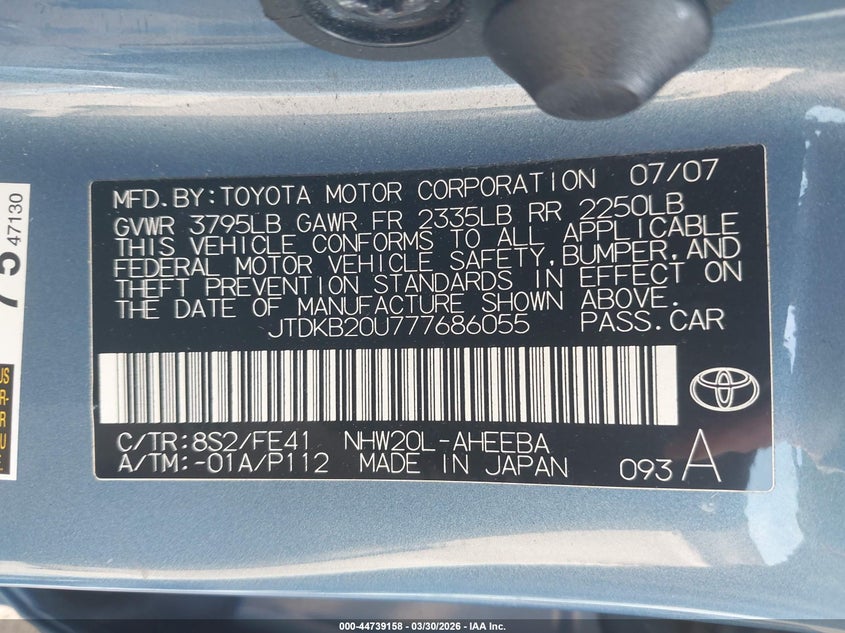 MFD.BY:TOYOTA MOTOR CORPORATION 07/07
GVWR 3795LB GAWR FR 2335LB RR 2250LB
THIS VEHICLE CONFORMS TO ALL APPLICABLE
FEDERAL MOTOR VEHICLE SAFETY,BUMPER,AND
THEFT PREVENTION STANDARDS IN EFFECT ON
THE DATE OF MANUFACTURE SHOWN ABOVE.
JTDKB20U777686055 PASS.CAR
C/TR:8S2/FE41 NHW20L-AHEEBA
A/TM:-01A/P112 MADE IN JAPAN
093 A
47130
000-44739158 | 03/30/2026 - IAA Inc.